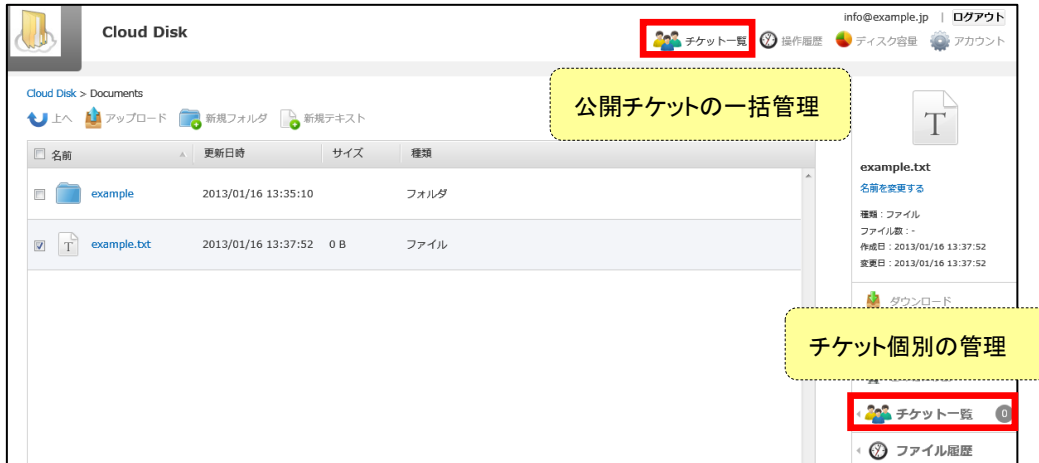 info@example.jp | ログアウト
Cloud Disk
チケット一覧 操作履歴 ディスク容量 アカウント
公開チケットの一括管理
Cloud Disk > Documents
上へ アップロード 新規フォルダ 新規テキスト
T
名前 更新日時 サイズ 種類
example.txt
名前を変更する
example 2013/01/16 13:35:10 フォルダ
種類:ファイル
ファイル数:-
T example.txt 2013/01/16 13:37:52 0 B ファイル
作成日:2013/01/16 13:37:52
変更日:2013/01/16 13:37:52
ダウンロード
チケット個別の管理
チケット一覧 0
ファイル履歴